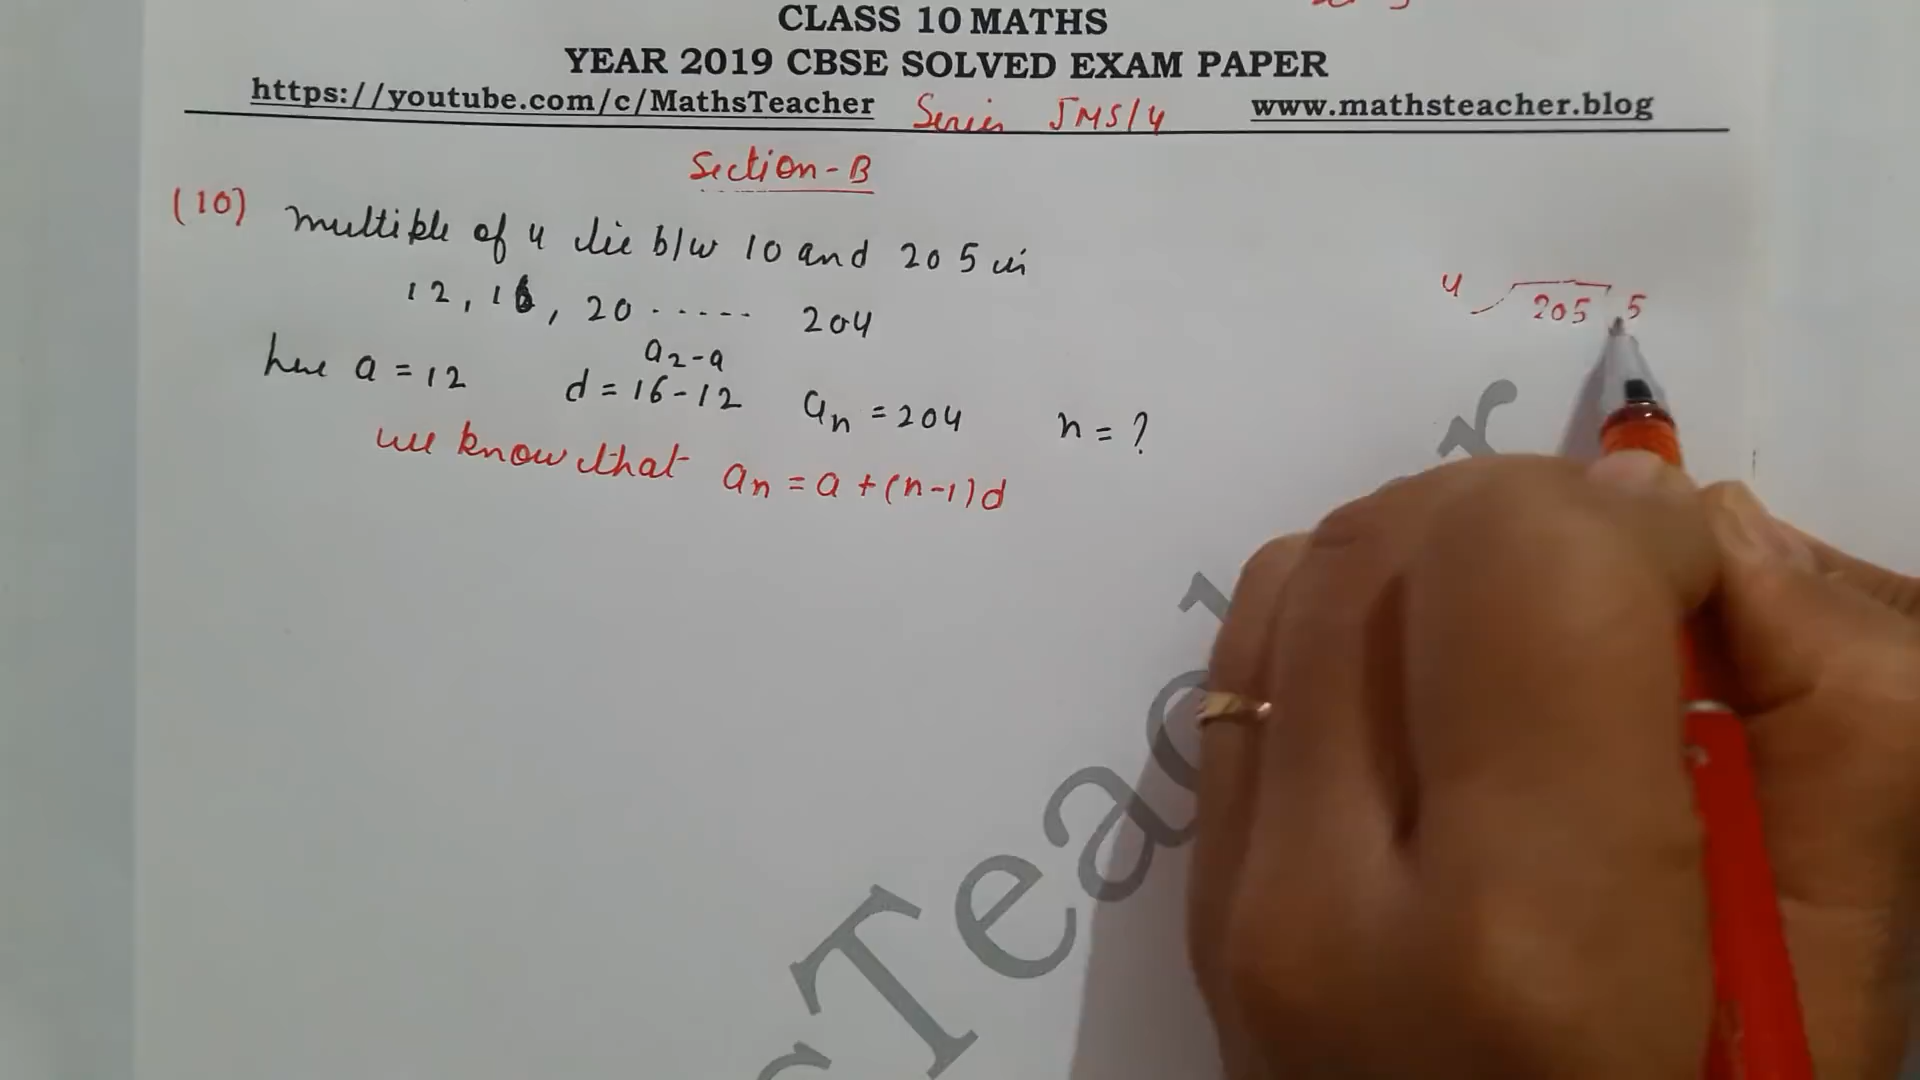 CLASS 10 MATHS
YEAR 2019 CBSE SOLVED EXAM PAPER
https://youtube.com/c/MathsTeacher Series JMS/4 www.mathsteacher.blog
Section-B
(10) Multiple of 4 lie b/w 10 and 205 is
12, 16, 20 ..... 204
4 205 5
a2-a
here a = 12 d = 16-12 an = 204 n = ?
we know that an = a + (n-1)d
sTeacher